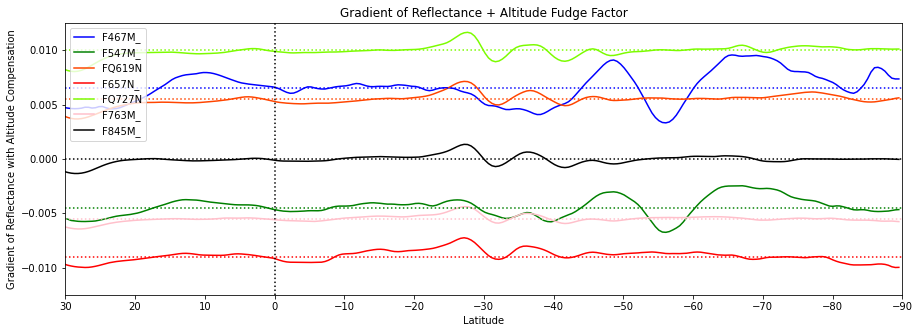 Gradient of Reflectance + Altitude Fudge Factor
Gradient of Reflectance with Altitude Compensation
0.010
0.005
0.000
−0.005
−0.010
F467M_
F547M_
FQ619N
F657N_
FQ727N
F763M_
F845M_
30
20
10
0
−10
−20
−30
−40
−50
−60
−70
−80
−90
Latitude